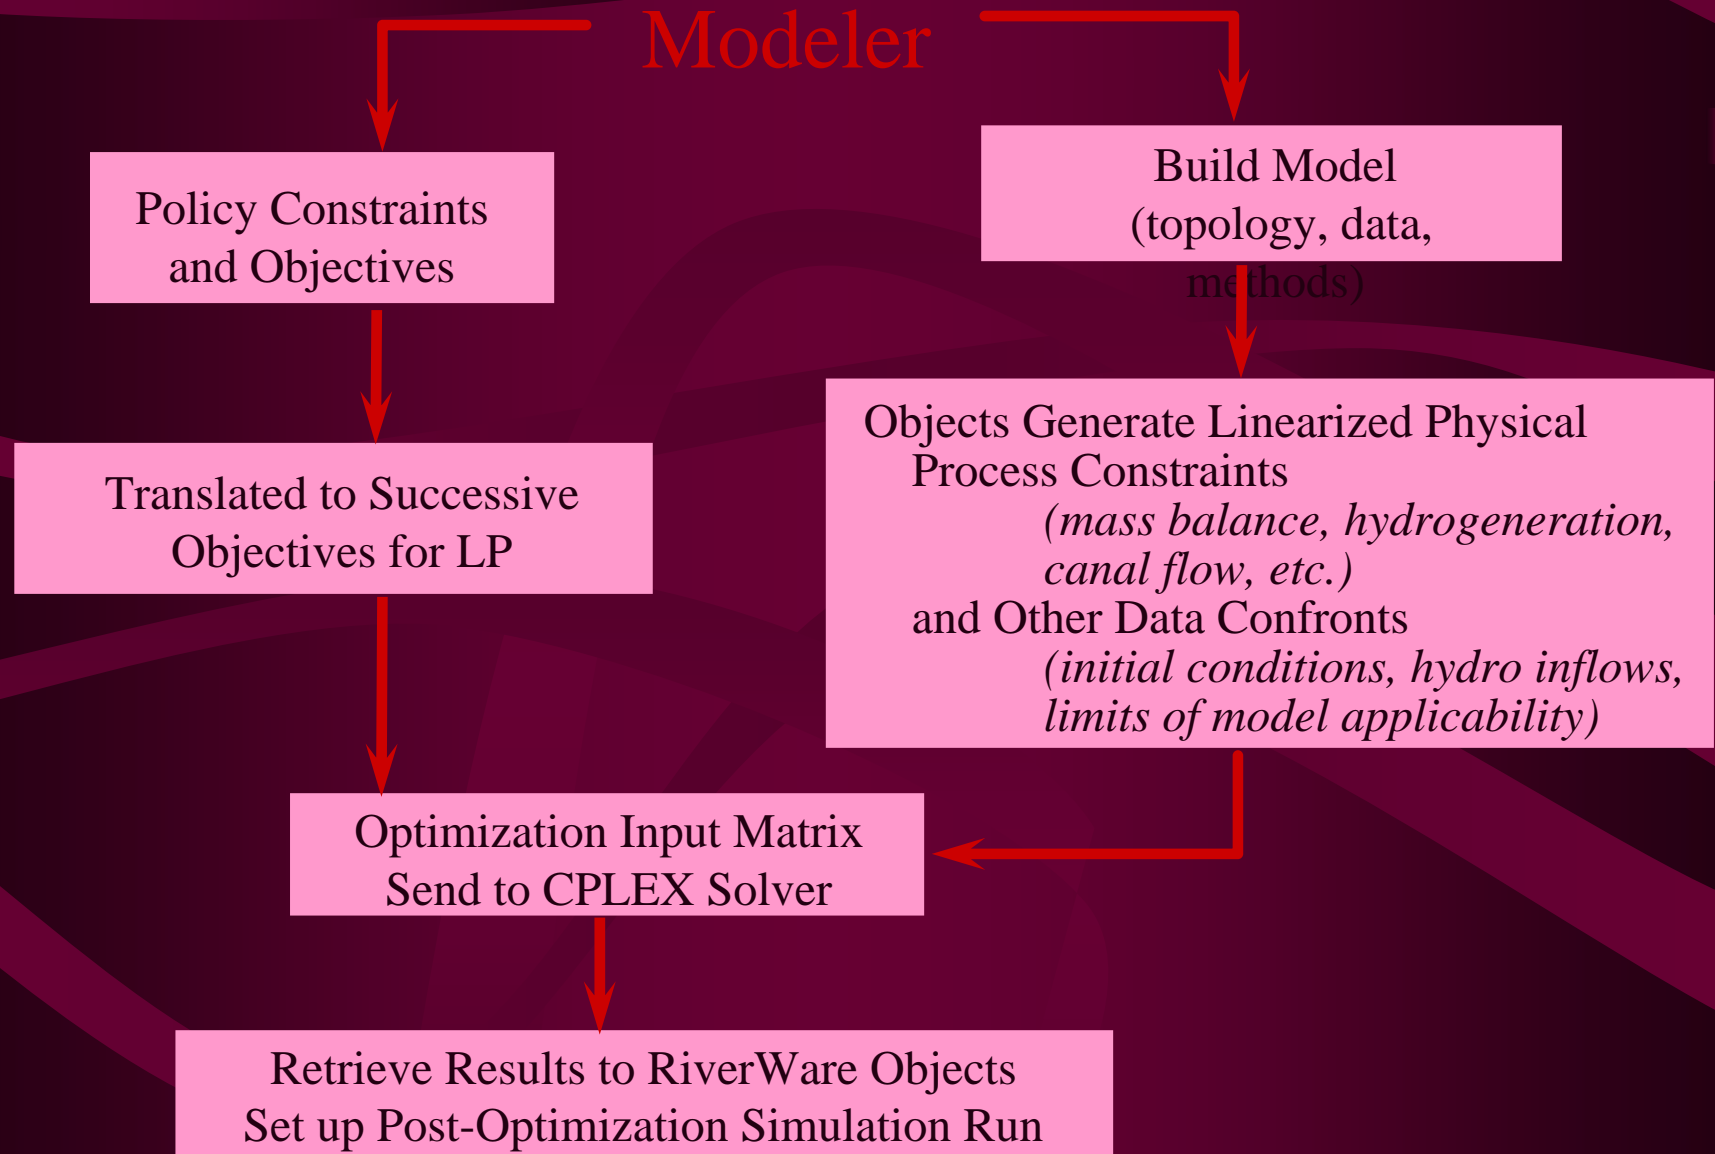 Modeler
Policy Constraints
and Objectives
Build Model
(topology, data,
methods)
Translated to Successive
Objectives for LP
Objects Generate Linearized Physical
Process Constraints
(mass balance, hydrogeneration,
canal flow, etc.)
and Other Data Confronts
(initial conditions, hydro inflows,
limits of model applicability)
Optimization Input Matrix
Send to CPLEX Solver
Retrieve Results to RiverWare Objects
Set up Post-Optimization Simulation Run